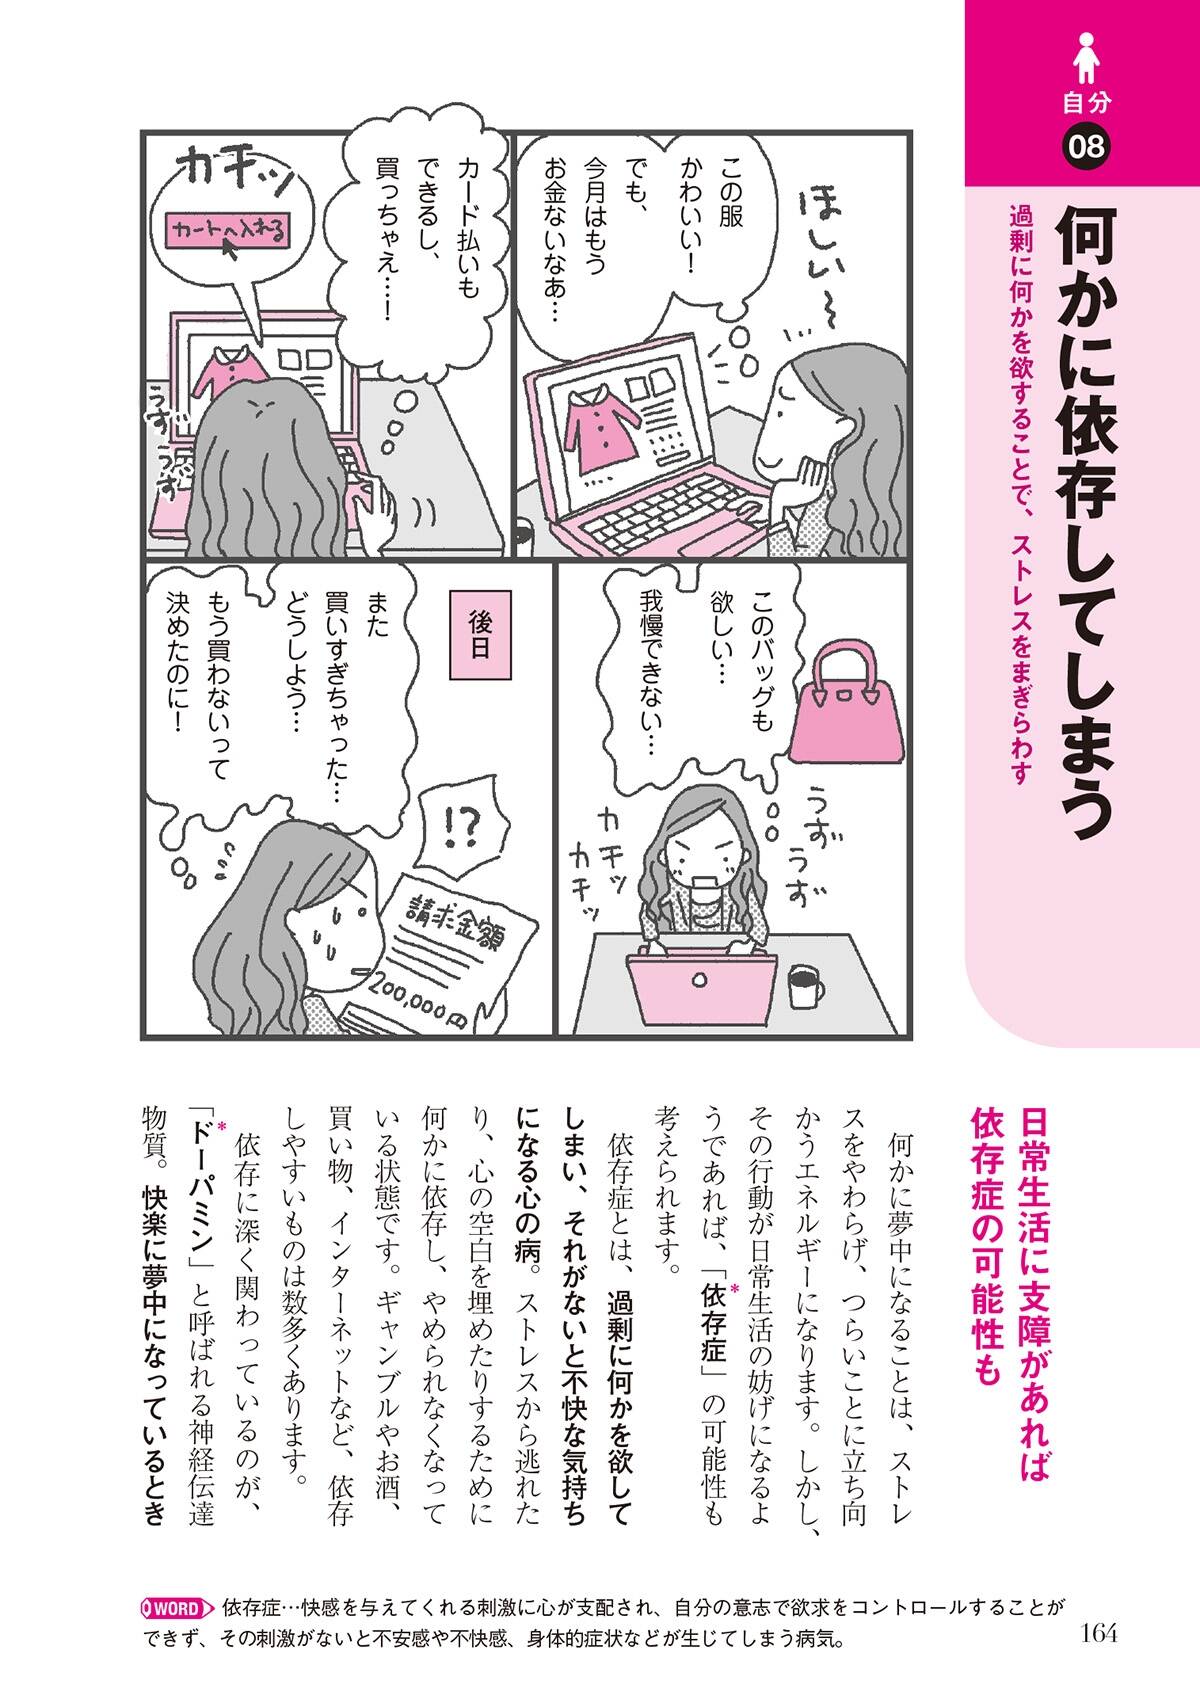 自分
08
何かに依存してしまう
過剰に何かを欲することで、ストレスをまぎらわす
ほしい〜
この服
かわいい!
でも、
今月はもう
お金ないなあ…
カード払いも
できるし、
買っちゃえ…!
カチッ
カートへ入れる
うずっ
うずっ
このバッグも
欲しい…
我慢できない…
うず
うず
カチッ
カチッ
後日
また
買いすぎちゃった…
どうしよう…
もう買わないって
決めたのに!
!?
請求金額
200,000円
日常生活に支障があれば
依存症の可能性も
何かに夢中になることは、ストレ
スをやわらげ、つらいことに立ち向
かうエネルギーになります。しかし、
その行動が日常生活の妨げになるよ
うであれば、「依存症*」の可能性も
考えられます。
依存症とは、過剰に何かを欲して
しまい、それがないと不快な気持ち
になる心の病。ストレスから逃れた
り、心の空白を埋めたりするために
何かに依存し、やめられなくなって
いる状態です。ギャンブルやお酒、
買い物、インターネットなど、依存
しやすいものは数多くあります。
依存に深く関わっているのが、
「ドーパミン*」と呼ばれる神経伝達
物質。快楽に夢中になっているとき
WORD 依存症…快感を与えてくれる刺激に心が支配され、自分の意志で欲求をコントロールすることが
できず、その刺激がないと不安感や不快感、身体的症状などが生じてしまう病気。
164